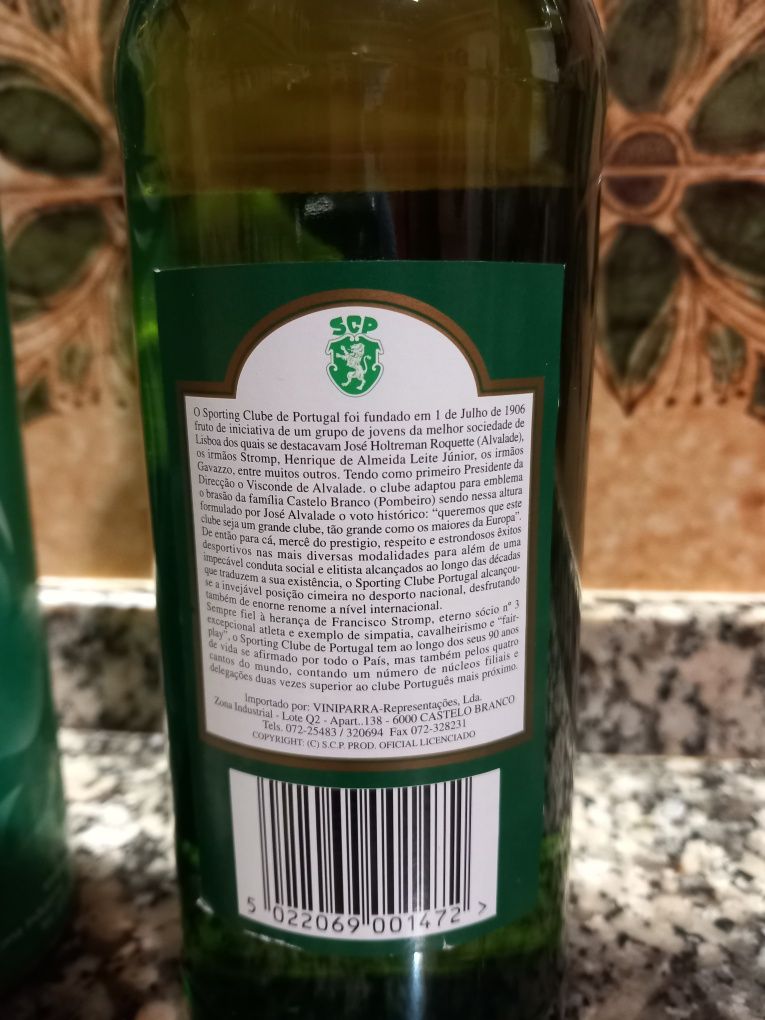 SCP
O Sporting Clube de Portugal foi fundado em 1 de Julho de 1906
fruto de iniciativa de um grupo de jovens da melhor sociedade de
Lisboa dos quais se destacavam José Holtreman Roquette (Alvalade),
os irmãos Stromp, Henrique de Almeida Leite Júnior, os irmãos
Gavazzo, entre muitos outros. Tendo como primeiro Presidente da
Direcção o Visconde de Alvalade. o clube adaptou para emblema
o brasão da família Castelo Branco (Pombeiro) sendo nessa altura
formulado por José Alvalade o voto histórico: “queremos que este
clube seja um grande clube, tão grande como os maiores da Europa”.
De então para cá, mercê do prestigio, respeito e estrondosos êxitos
desportivos nas mais diversas modalidades para além de uma
impecável conduta social e elitista alcançados ao longo das décadas
que traduzem a sua existência, o Sporting Clube Portugal alcançou-
se a invejável posição cimeira no desporto nacional, desfrutando
também de enorne renome a nível internacional.
Sempre fiel à herança de Francisco Stromp, eterno sócio nº 3
excepcional atleta e exemplo de simpatia, cavalheirismo e “fair-
play”, o Sporting Clube de Portugal tem ao longo dos seus 90 anos
de vida se afirmado por todo o País, mas também pelos quatro
cantos do mundo, contando um número de núcleos filiais e
delegações duas vezes superior ao clube Português mais próximo.
Importado por: VINIPARRA-Representações, Lda.
Zona Industrial - Lote Q2 - Apart..138 - 6000 CASTELO BRANCO
Tels. 072-25483 / 320694 Fax 072-328231
COPYRIGHT: (C) S.C.P. PROD. OFICIAL LICENCIADO
5 022069 001472 >